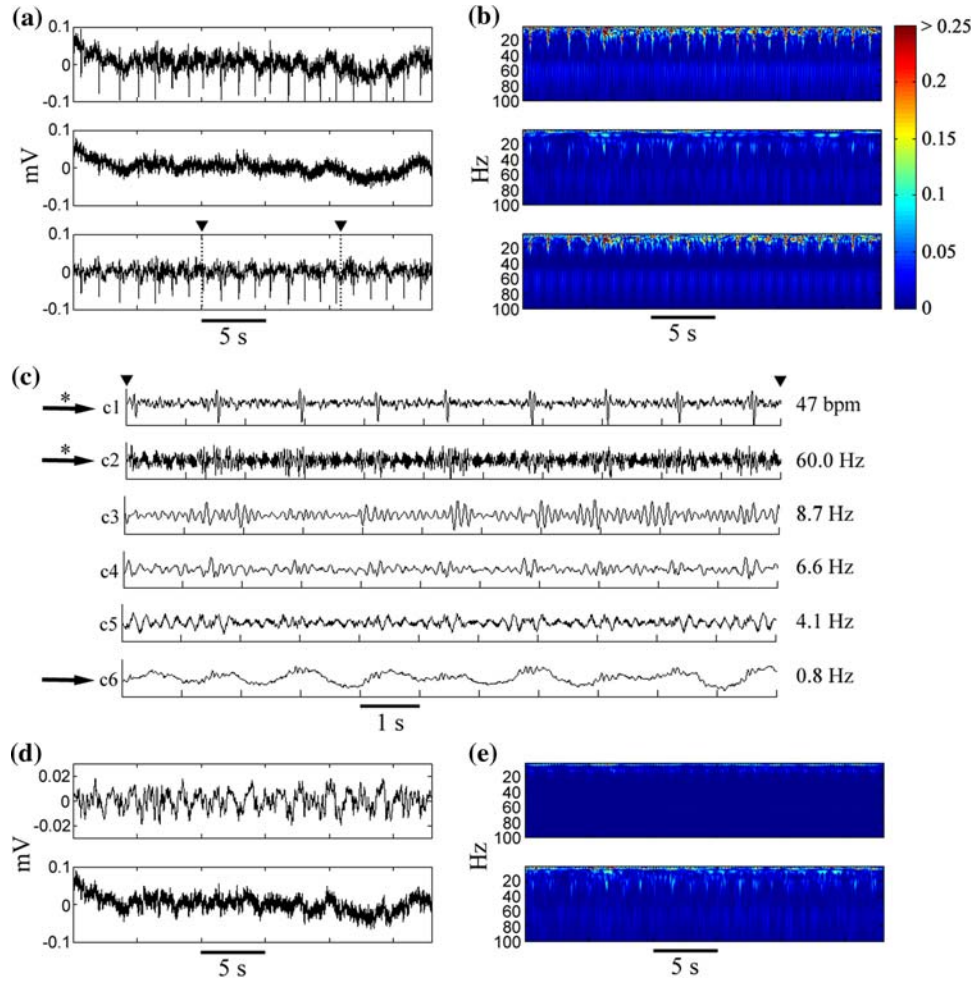 (a)
0.1
0
-0.1
0.1
0
-0.1
0.1
0
-0.1
mV
5 s
(b)
20
40
60
80
100
20
40
60
80
100
20
40
60
80
100
Hz
5 s
> 0.25
0.2
0.15
0.1
0.05
0
(c)
* c1 47 bpm
* c2 60.0 Hz
c3 8.7 Hz
c4 6.6 Hz
c5 4.1 Hz
c6 0.8 Hz
1 s
(d)
0.02
0
-0.02
0.1
0
-0.1
mV
5 s
(e)
20
40
60
80
100
20
40
60
80
100
Hz
5 s